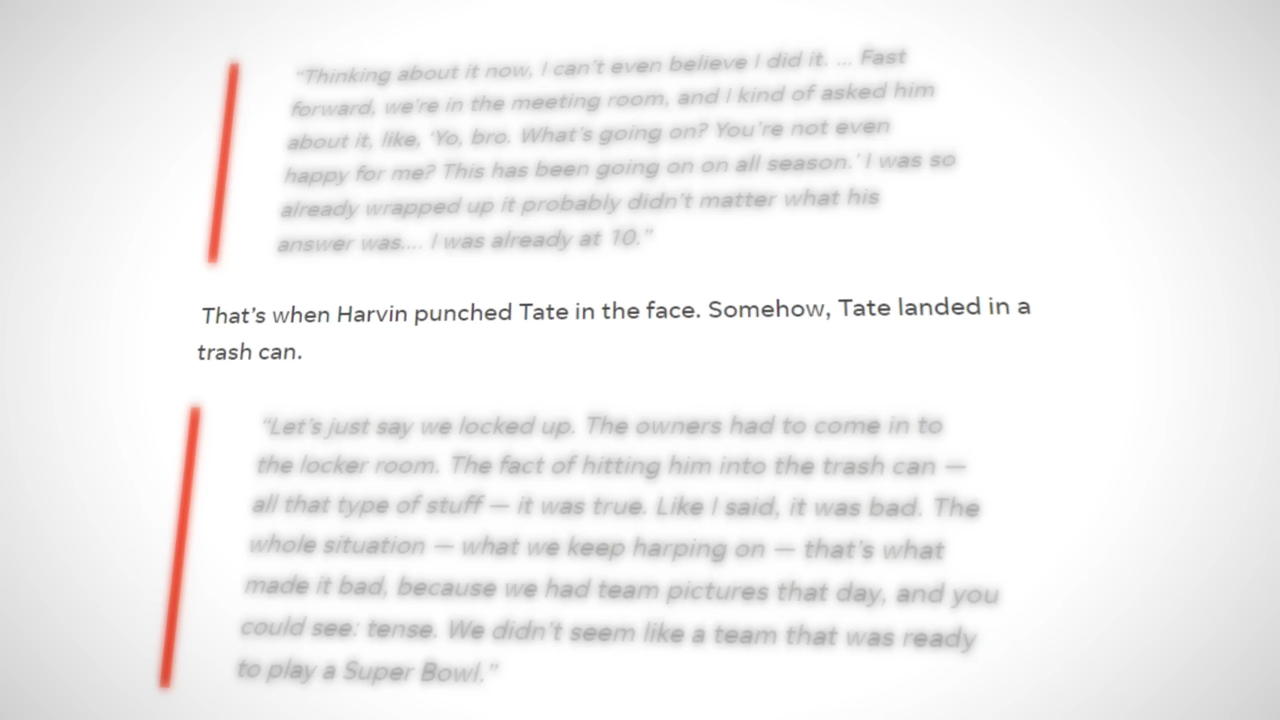 “Thinking about it now, I can’t even believe I did it. ... Fast
forward, we’re in the meeting room, and I kind of asked him
about it, like, ‘Yo, bro. What’s going on? You’re not even
happy for me? This has been going on on all season.’ I was so
already wrapped up it probably didn’t matter what his
answer was.... I was already at 10.”
That’s when Harvin punched Tate in the face. Somehow, Tate landed in a
trash can.
“Let’s just say we locked up. The owners had to come in to
the locker room. The fact of hitting him into the trash can —
all that type of stuff — it was true. Like I said, it was bad. The
whole situation — what we keep harping on — that’s what
made it bad, because we had team pictures that day, and you
could see: tense. We didn’t seem like a team that was ready
to play a Super Bowl.”